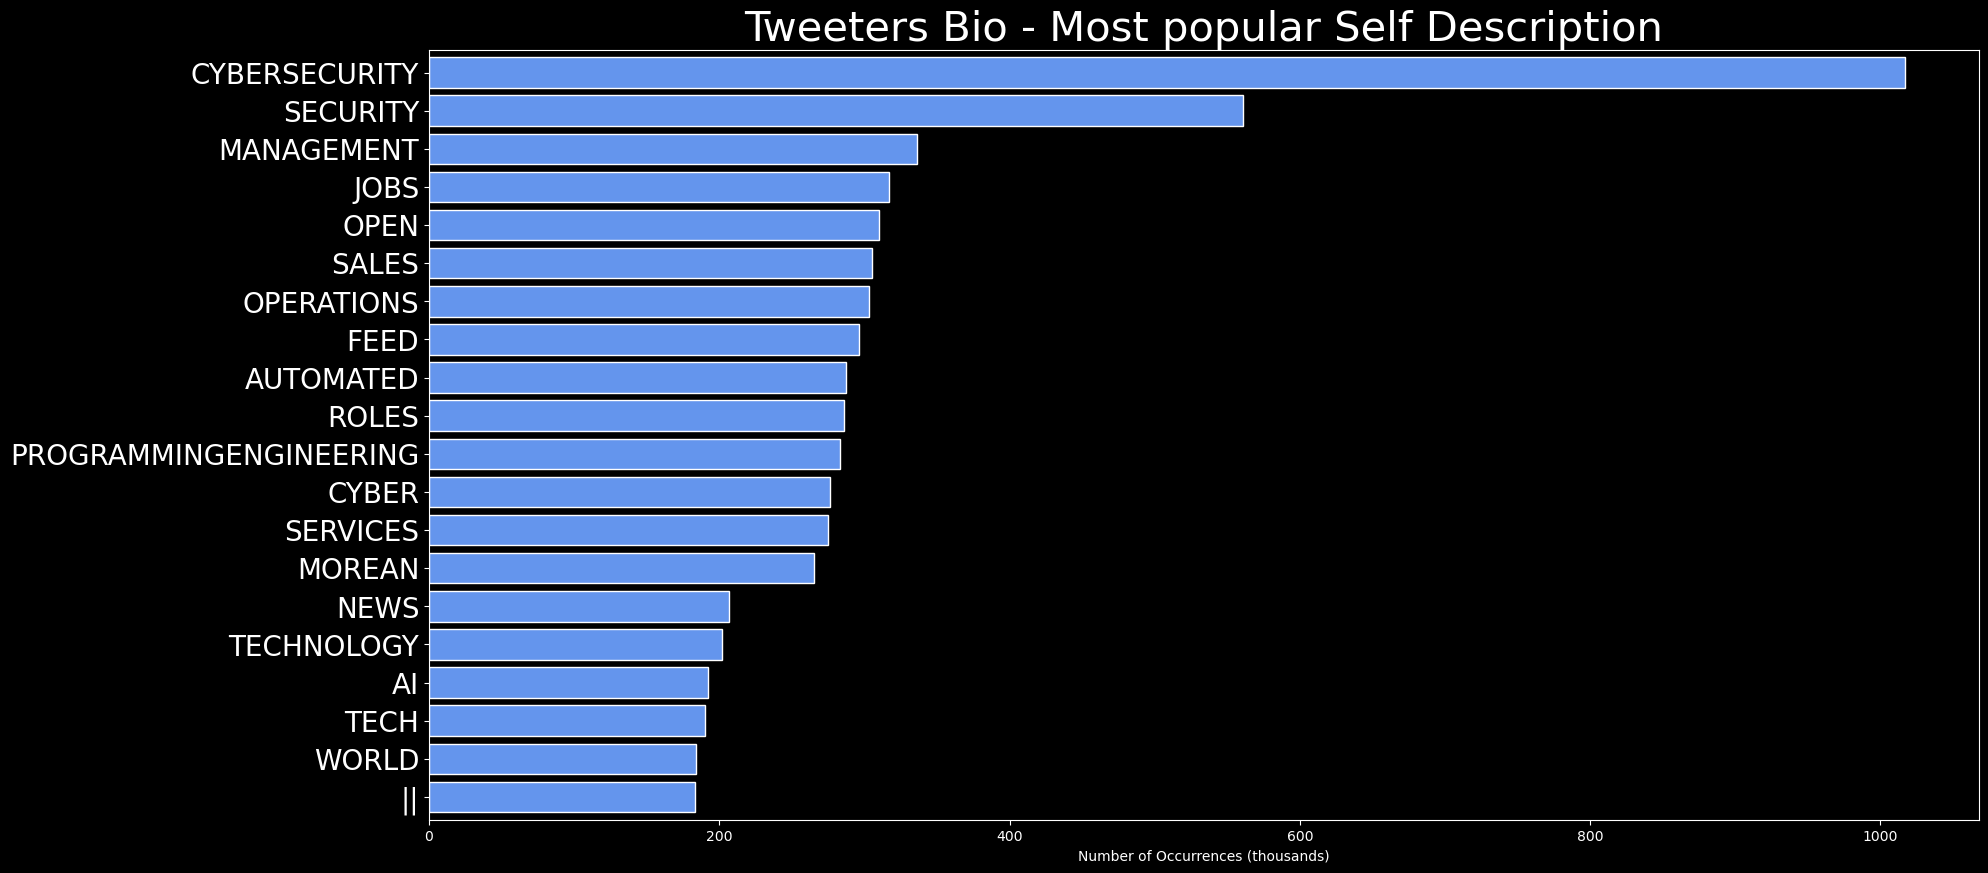 Tweeters Bio - Most popular Self Description
CYBERSECURITY
SECURITY
MANAGEMENT
JOBS
OPEN
SALES
OPERATIONS
FEED
AUTOMATED
ROLES
PROGRAMMINGENGINEERING
CYBER
SERVICES
MOREAN
NEWS
TECHNOLOGY
AI
TECH
WORLD
||
0 200 400 600 800 1000
Number of Occurrences (thousands)